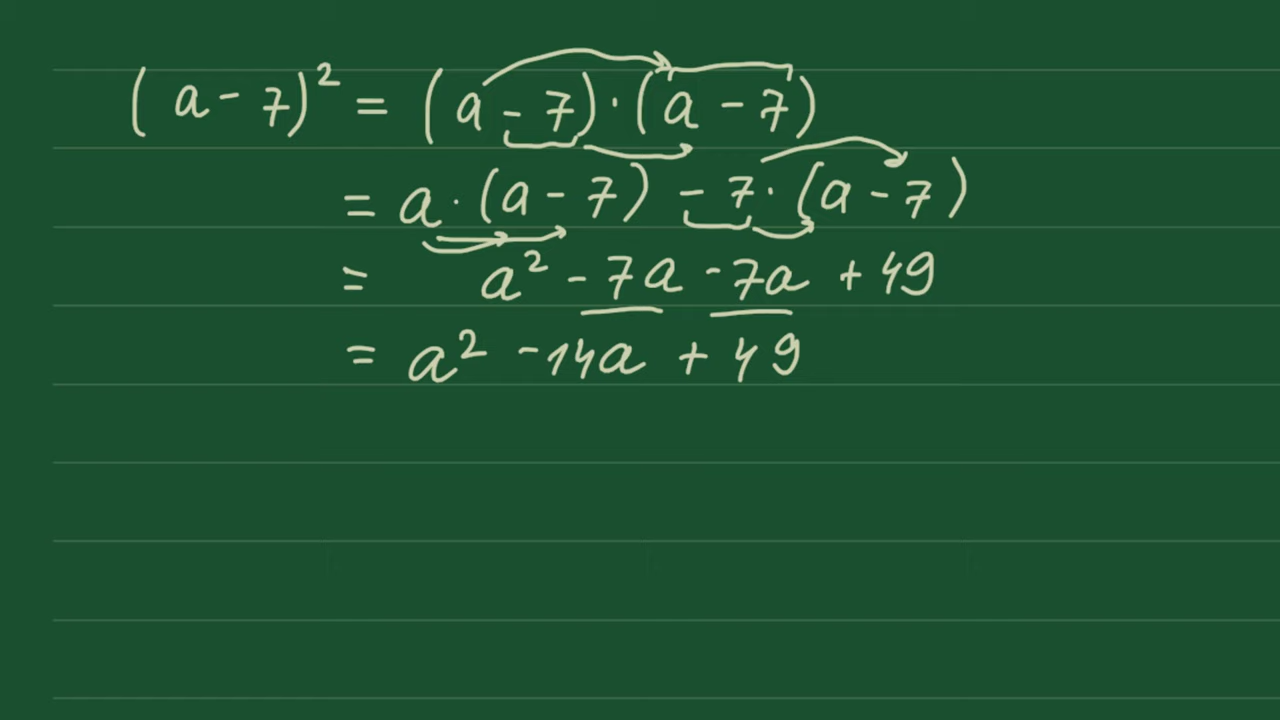 (a - 7)² = (a - 7) · (a - 7)
= a · (a - 7) - 7 · (a - 7)
= a² - 7a - 7a + 49
= a² - 14a + 49